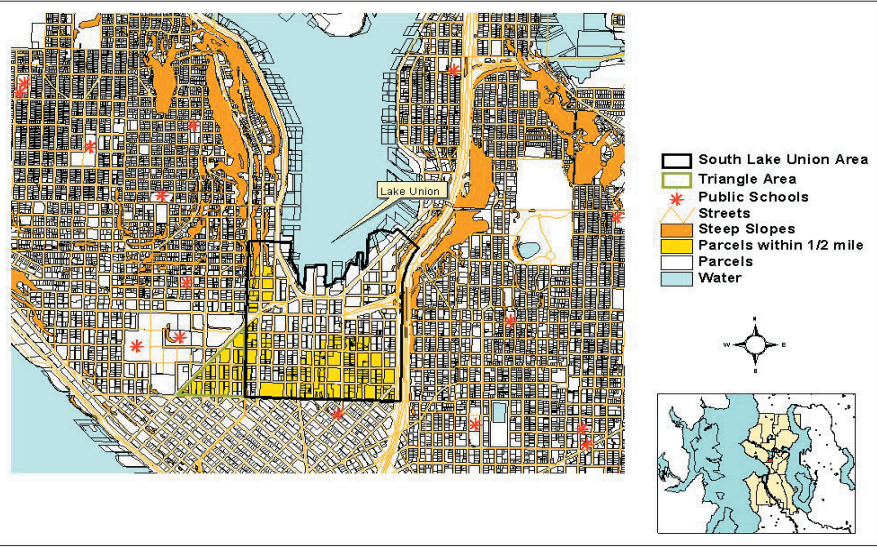 Lake Union
South Lake Union Area
Triangle Area
Public Schools
Streets
Steep Slopes
Parcels within 1/2 mile
Parcels
Water
N
W E
S